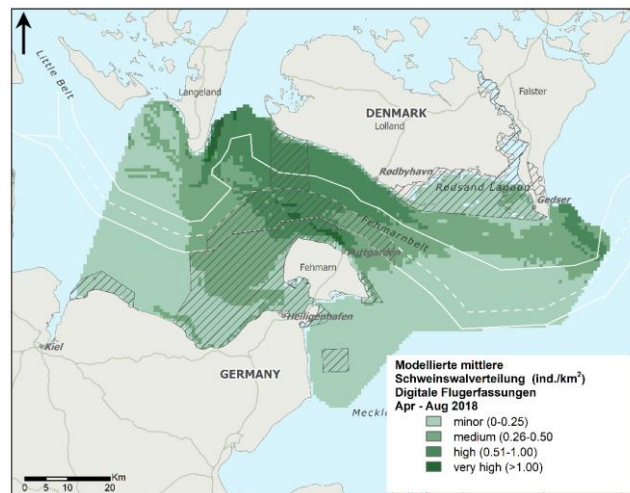 Little Belt
Langeland
DENMARK
Lolland
Falster
Rødbyhavn
Rødsand Lagoon
Gedser
Fehmarnbelt
Puttgarden
Fehmarn
Heiligenhafen
Kiel
GERMANY
Meckle
Modellierte mittlere
Schweinswalverteilung (ind./km²)
Digitale Flugerfassungen
Apr - Aug 2018
minor (0-0.25)
medium (0.26-0.50
high (0.51-1.00)
very high (>1.00)
0 10 20 Km